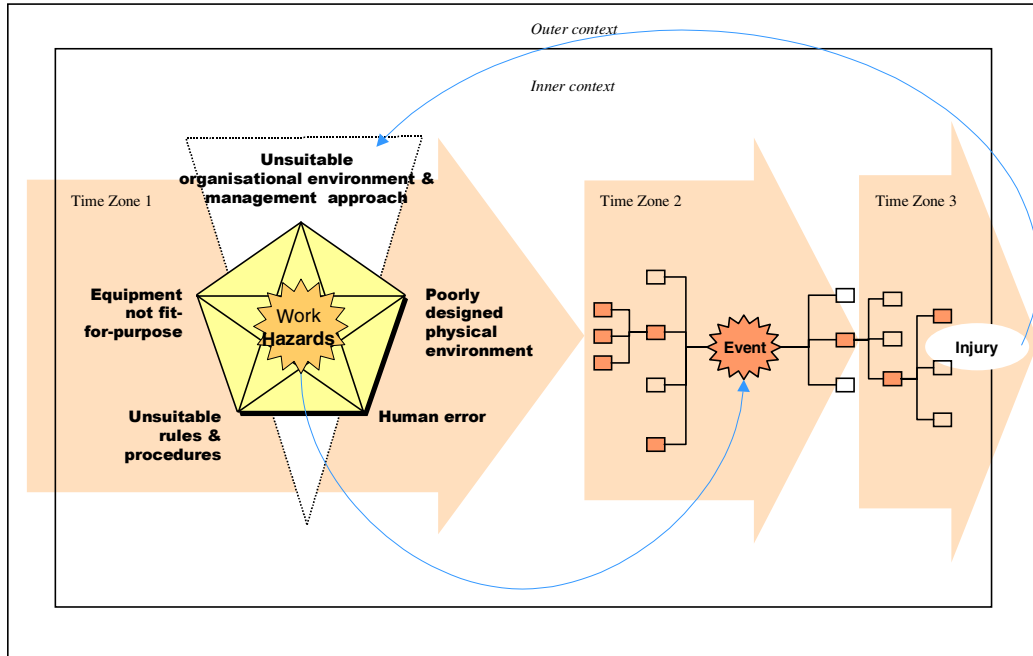 Outer context
Inner context
Unsuitable
organisational environment &
management approach
Time Zone 1
Time Zone 2
Time Zone 3
Equipment
not fit-
for-purpose
Work
Hazards
Poorly
designed
physical
environment
Event
Injury
Unsuitable
rules &
procedures
Human error